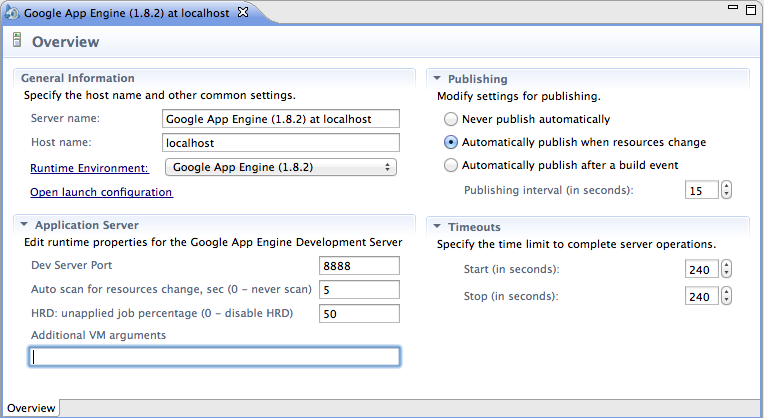 Google App Engine (1.8.2) at localhost
Overview
General Information
Specify the host name and other common settings.
Server name: Google App Engine (1.8.2) at localhost
Host name: localhost
Runtime Environment: Google App Engine (1.8.2)
Open launch configuration
Application Server
Edit runtime properties for the Google App Engine Development Server
Dev Server Port 8888
Auto scan for resources change, sec (0 - never scan) 5
HRD: unapplied job percentage (0 - disable HRD) 50
Additional VM arguments
Publishing
Modify settings for publishing.
Never publish automatically
Automatically publish when resources change
Automatically publish after a build event
Publishing interval (in seconds): 15
Timeouts
Specify the time limit to complete server operations.
Start (in seconds): 240
Stop (in seconds): 240
Overview